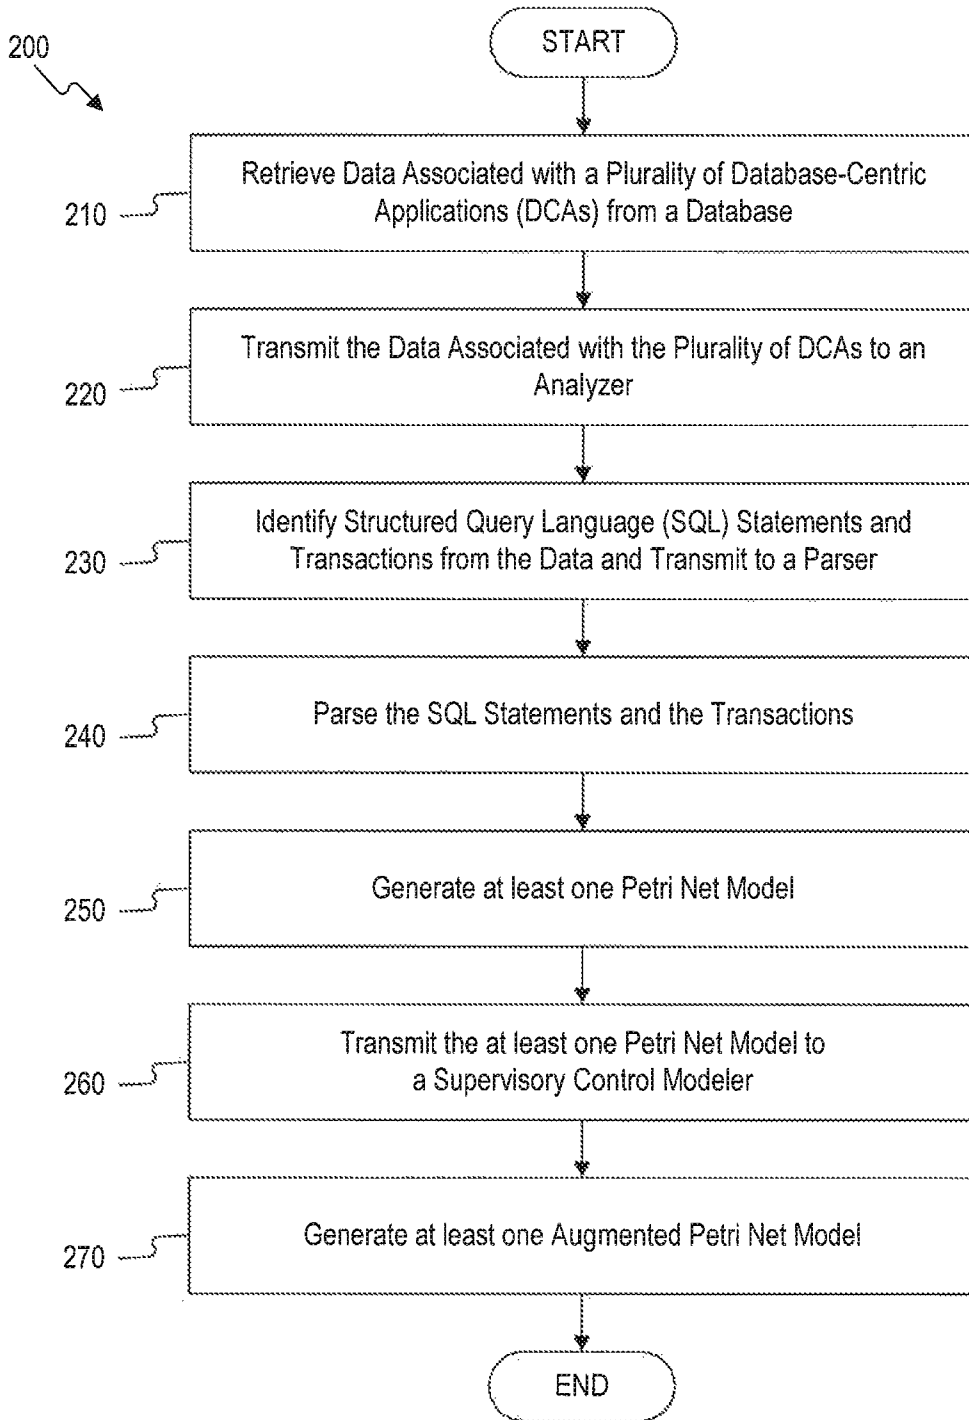 200
START
210
Retrieve Data Associated with a Plurality of Database-Centric
Applications (DCAs) from a Database
220
Transmit the Data Associated with the Plurality of DCAs to an
Analyzer
230
Identify Structured Query Language (SQL) Statements and
Transactions from the Data and Transmit to a Parser
240
Parse the SQL Statements and the Transactions
250
Generate at least one Petri Net Model
260
Transmit the at least one Petri Net Model to
a Supervisory Control Modeler
270
Generate at least one Augmented Petri Net Model
END